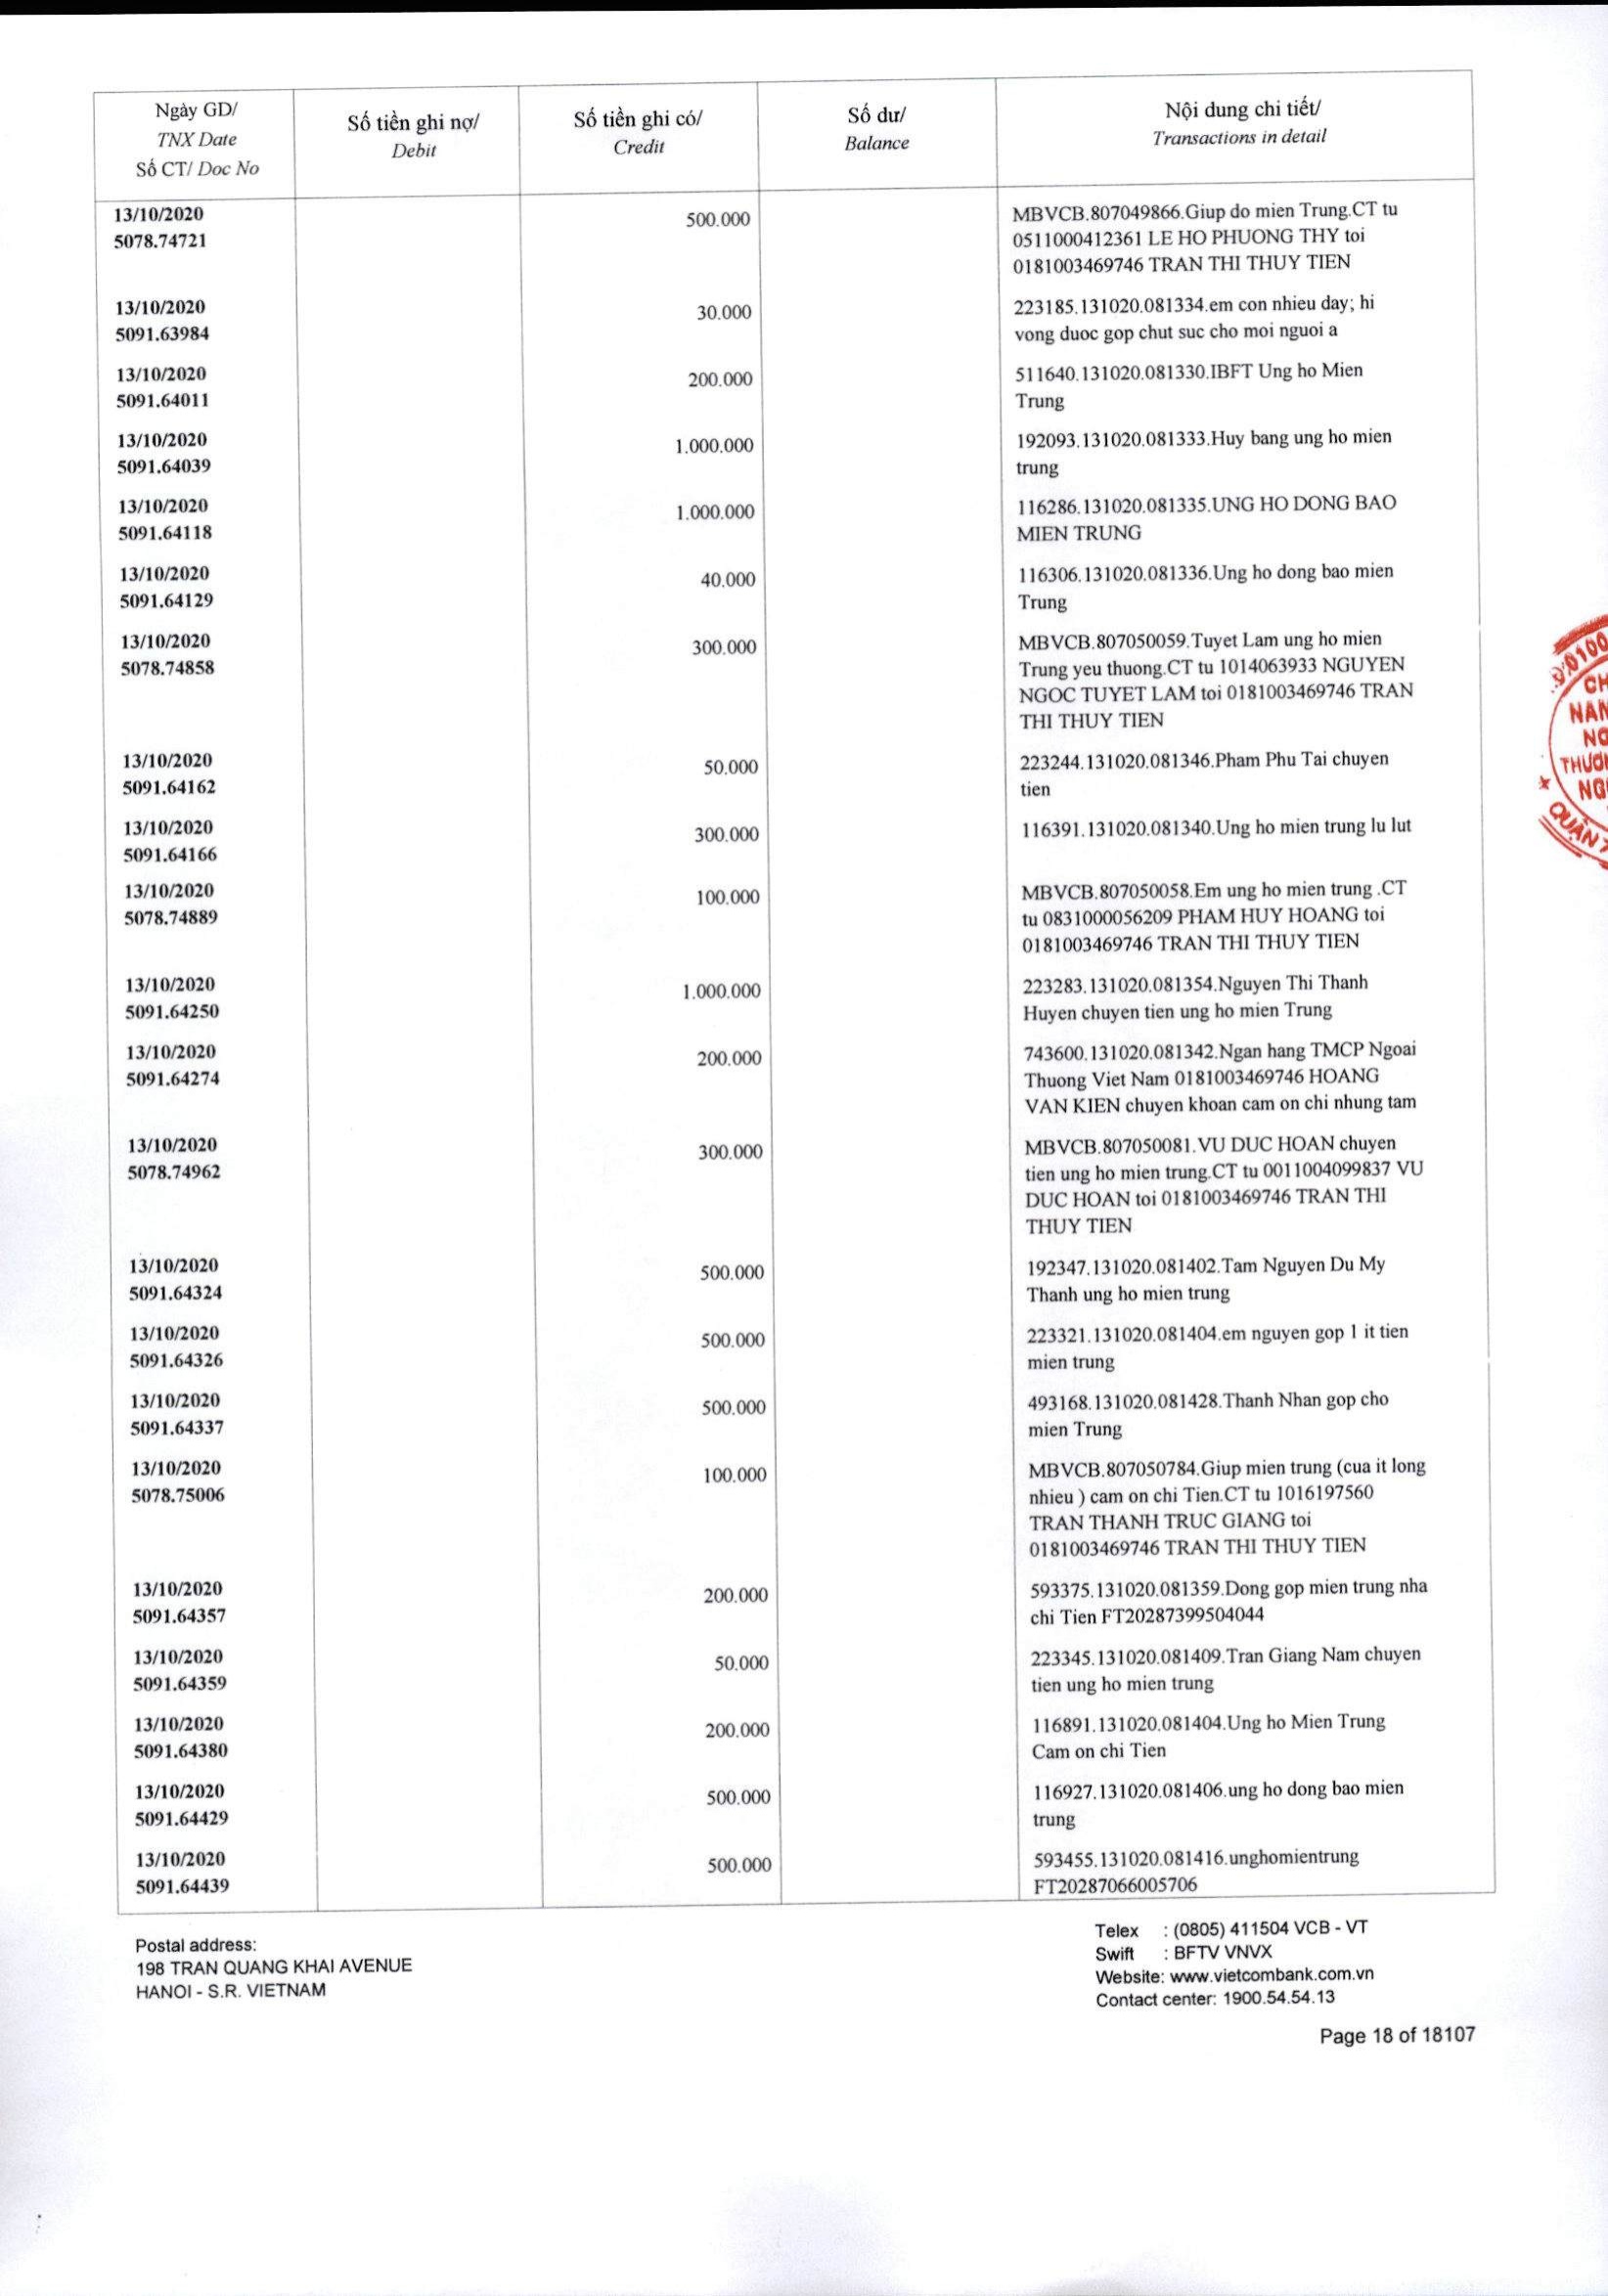 Ngày GD/
TNX Date
Số CT/ Doc No
Số tiền ghi nợ/
Debit
Số tiền ghi có/
Credit
Số dư/
Balance
Nội dung chi tiết/
Transactions in detail
13/10/2020
5078.74721
500.000
MBVCB.807049866.Giup do mien Trung.CT tu
0511000412361 LE HO PHUONG THY toi
0181003469746 TRAN THI THUY TIEN
13/10/2020
5091.63984
30.000
223185.131020.081334.em con nhieu day; hi
vong duoc gop chut suc cho moi nguoi a
13/10/2020
5091.64011
200.000
511640.131020.081330.IBFT Ung ho Mien
Trung
13/10/2020
5091.64039
1.000.000
192093.131020.081333.Huy bang ung ho mien
trung
13/10/2020
5091.64118
1.000.000
116286.131020.081335.UNG HO DONG BAO
MIEN TRUNG
13/10/2020
5091.64129
40.000
116306.131020.081336.Ung ho dong bao mien
Trung
13/10/2020
5078.74858
300.000
MBVCB.807050059.Tuyet Lam ung ho mien
Trung yeu thuong.CT tu 1014063933 NGUYEN
NGOC TUYET LAM toi 0181003469746 TRAN
THI THUY TIEN
13/10/2020
5091.64162
50.000
223244.131020.081346.Pham Phu Tai chuyen
tien
13/10/2020
5091.64166
300.000
116391.131020.081340.Ung ho mien trung lu lut
13/10/2020
5078.74889
100.000
MBVCB.807050058.Em ung ho mien trung .CT
tu 0831000056209 PHAM HUY HOANG toi
0181003469746 TRAN THI THUY TIEN
13/10/2020
5091.64250
1.000.000
223283.131020.081354.Nguyen Thi Thanh
Huyen chuyen tien ung ho mien Trung
13/10/2020
5091.64274
200.000
743600.131020.081342.Ngan hang TMCP Ngoai
Thuong Viet Nam 0181003469746 HOANG
VAN KIEN chuyen khoan cam on chi nhung tam
13/10/2020
5078.74962
300.000
MBVCB.807050081.VU DUC HOAN chuyen
tien ung ho mien trung.CT tu 0011004099837 VU
DUC HOAN toi 0181003469746 TRAN THI
THUY TIEN
13/10/2020
5091.64324
500.000
192347.131020.081402.Tam Nguyen Du My
Thanh ung ho mien trung
13/10/2020
5091.64326
500.000
223321.131020.081404.em nguyen gop 1 it tien
mien trung
13/10/2020
5091.64337
500.000
493168.131020.081428.Thanh Nhan gop cho
mien Trung
13/10/2020
5078.75006
100.000
MBVCB.807050784.Giup mien trung (cua it long
nhieu ) cam on chi Tien.CT tu 1016197560
TRAN THANH TRUC GIANG toi
0181003469746 TRAN THI THUY TIEN
13/10/2020
5091.64357
200.000
593375.131020.081359.Dong gop mien trung nha
chi Tien FT20287399504044
13/10/2020
5091.64359
50.000
223345.131020.081409.Tran Giang Nam chuyen
tien ung ho mien trung
13/10/2020
5091.64380
200.000
116891.131020.081404.Ung ho Mien Trung
Cam on chi Tien
13/10/2020
5091.64429
500.000
116927.131020.081406.ung ho dong bao mien
trung
13/10/2020
5091.64439
500.000
593455.131020.081416.unghomientrung
FT20287066005706
Postal address:
198 TRAN QUANG KHAI AVENUE
HANOI - S.R. VIETNAM
Telex : (0805) 411504 VCB - VT
Swift : BFTV VNVX
Website: www.vietcombank.com.vn
Contact center: 1900.54.54.13
Page 18 of 18107